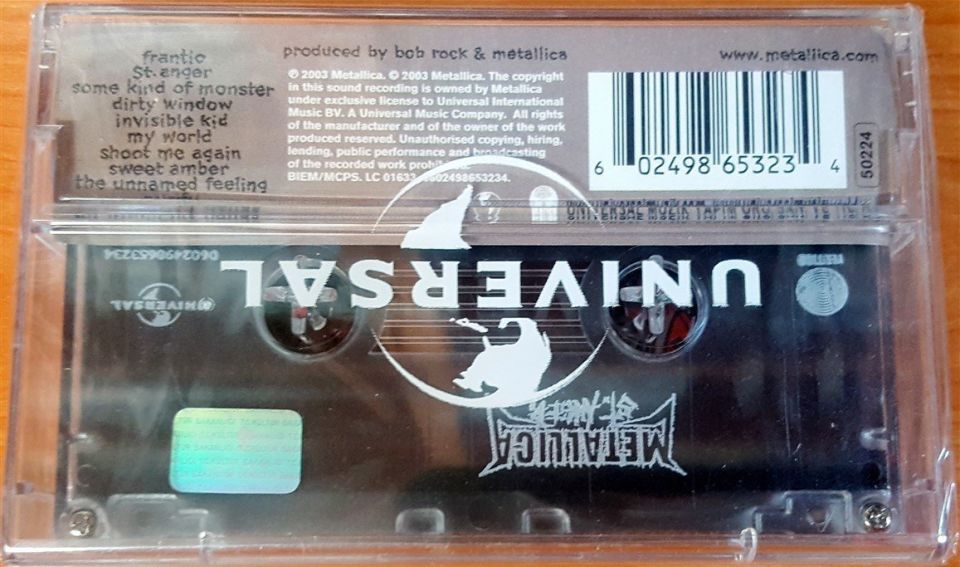 frantic
St. anger
some kind of monster
dirty window
invisible kid
my world
shoot me again
sweet amber
the unnamed feeling
produced by bob rock & metallica
℗ 2003 Metallica. © 2003 Metallica. The copyright
in this sound recording is owned by Metallica
under exclusive license to Universal International
Music BV. A Universal Music Company. All rights
of the manufacturer and of the owner of the work
produced reserved. Unauthorised copying, hiring,
lending, public performance and broadcasting
of the recorded work prohibited.
BIEM/MCPS. LC 01633. 602498653234.
www.metallica.com
6 02498 65323 4
50224
0602498653234
UNIVERSAL
UNIVERSAL
METALLICA
ST. ANGER